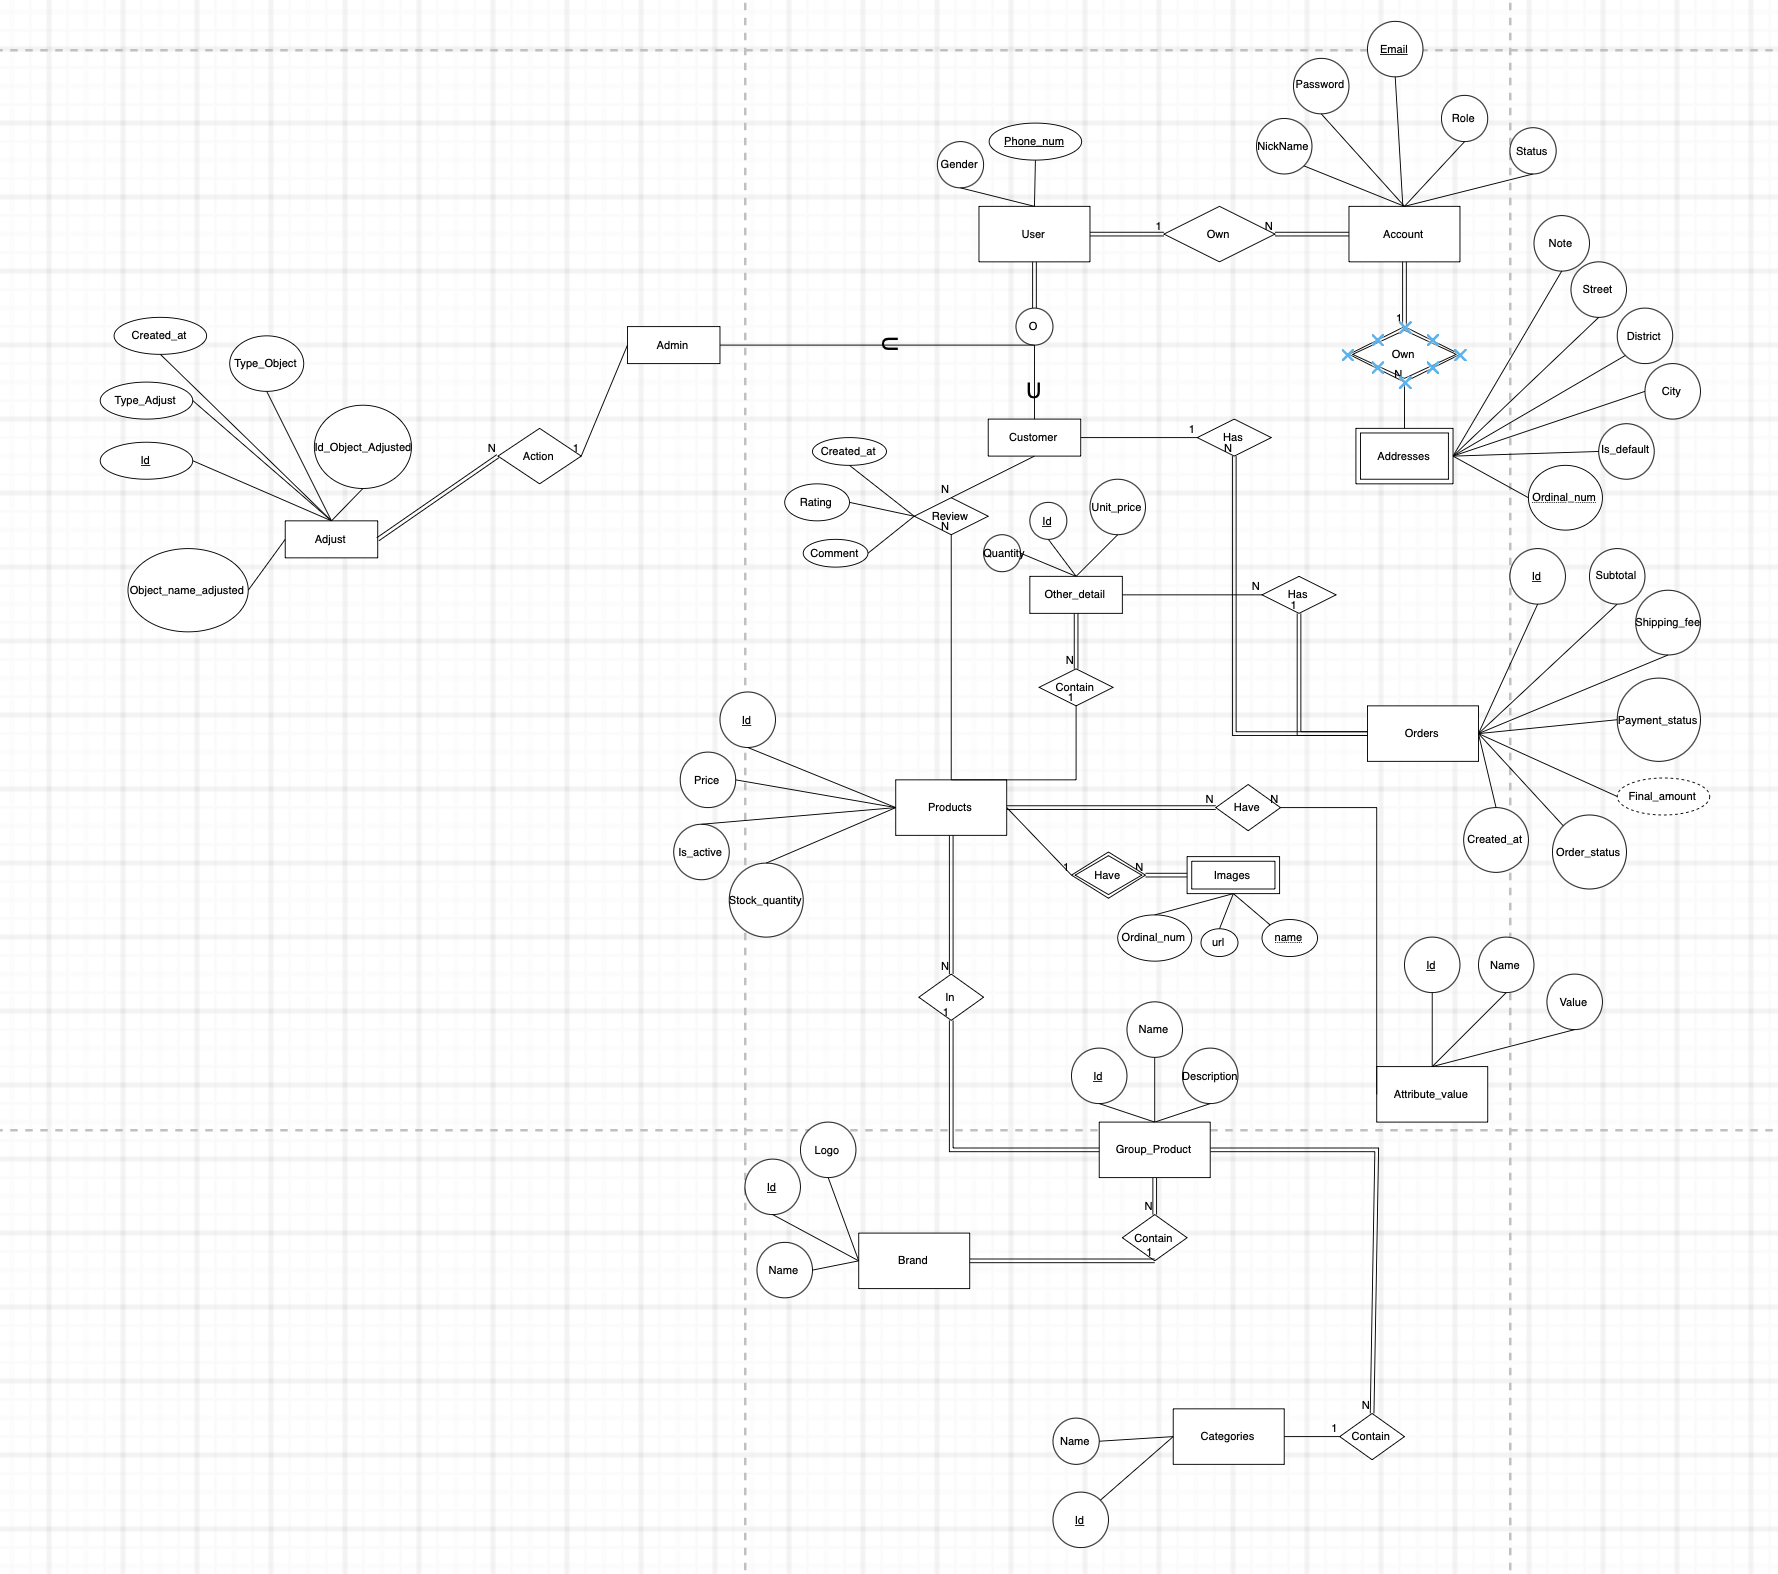 Email
Password
Role
NickName
Status
Phone_num
Gender
User
1
Own
N
Account
Note
Street
District
City
Is_default
Ordinal_num
1
Own
N
Addresses
O
Admin
Created_at
Type_Object
Type_Adjust
Id_Object_Adjusted
Id
N
Action
1
Adjust
Object_name_adjusted
Customer
1
Has
N
Created_at
Rating
Comment
N
Review
N
Id
Unit_price
Quantity
Other_detail
N
Has
1
N
Contain
1
Id
Subtotal
Shipping_fee
Payment_status
Final_amount
Order_status
Created_at
Orders
Id
Price
Is_active
Stock_quantity
Products
N
Have
N
1
Have
N
Images
Ordinal_num
url
name
N
In
1
Id
Name
Value
Attribute_value
Name
Id
Description
Group_Product
Logo
Id
Name
Brand
N
Contain
1
N
Contain
1
Categories
Name
Id